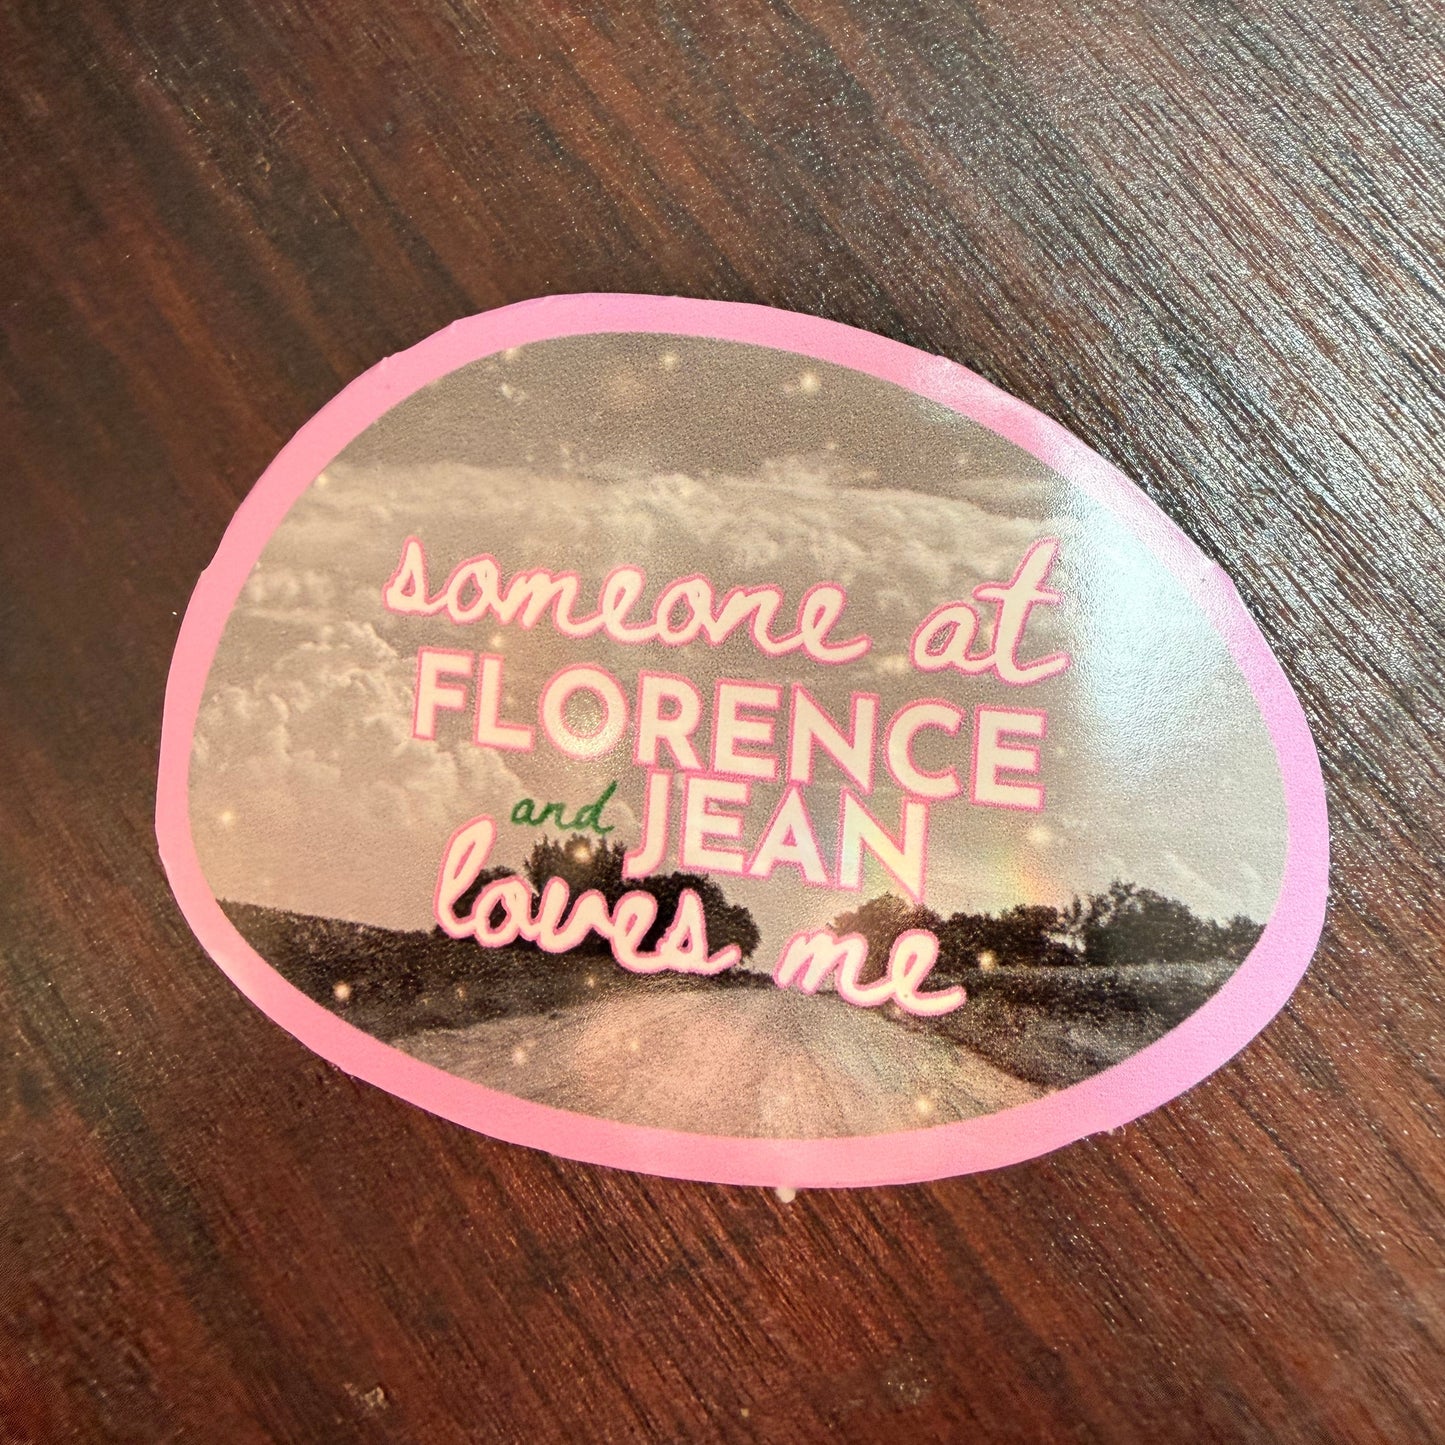 someone at
FLORENCE
and JEAN
loves me